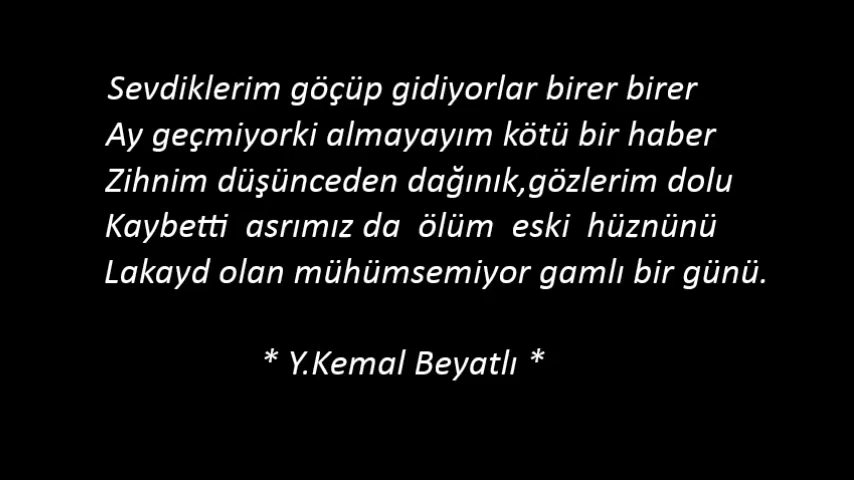 Sevdiklerim göçüp gidiyorlar birer birer
Ay geçmiyorki almayayım kötü bir haber
Zihnim düşünceden dağınık,gözlerim dolu
Kaybetti asrımız da ölüm eski hüznünü
Lakayd olan mühümsemiyor gamlı bir günü.
* Y.Kemal Beyatlı *